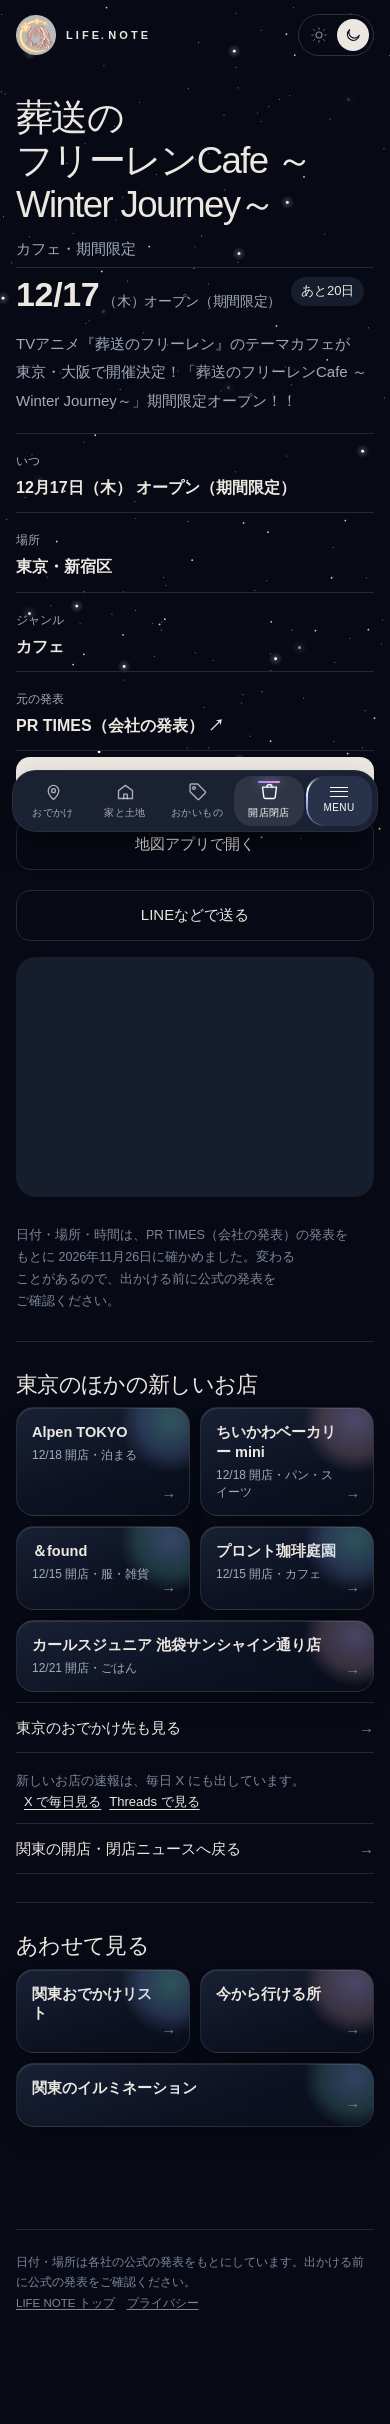 LIFE.NOTE
葬送の
フリーレンCafe ～
Winter Journey～
カフェ・期間限定
12/17 （木）オープン（期間限定） あと20日
TVアニメ『葬送のフリーレン』のテーマカフェが
東京・大阪で開催決定！「葬送のフリーレンCafe ～
Winter Journey～」期間限定オープン！！
いつ
12月17日（木） オープン（期間限定）
場所
東京・新宿区
ジャンル
カフェ
元の発表
PR TIMES（会社の発表） ↗
おでかけ 家と土地 おかいもの 開店閉店 MENU
地図アプリで開く
LINEなどで送る
日付・場所・時間は、PR TIMES（会社の発表）の発表を
もとに 2026年11月26日に確かめました。変わる
ことがあるので、出かける前に公式の発表を
ご確認ください。
東京のほかの新しいお店
Alpen TOKYO
12/18 開店・泊まる
→
ちいかわベーカリ
ー mini
12/18 開店・パン・ス
イーツ
→
＆found
12/15 開店・服・雑貨
→
プロント珈琲庭園
12/15 開店・カフェ
→
カールスジュニア 池袋サンシャイン通り店
12/21 開店・ごはん
→
東京のおでかけ先も見る →
新しいお店の速報は、毎日 X にも出しています。
X で毎日見る Threads で見る
関東の開店・閉店ニュースへ戻る →
あわせて見る
関東おでかけリス
ト
→
今から行ける所
→
関東のイルミネーション
→
日付・場所は各社の公式の発表をもとにしています。出かける前
に公式の発表をご確認ください。
LIFE NOTE トップ プライバシー